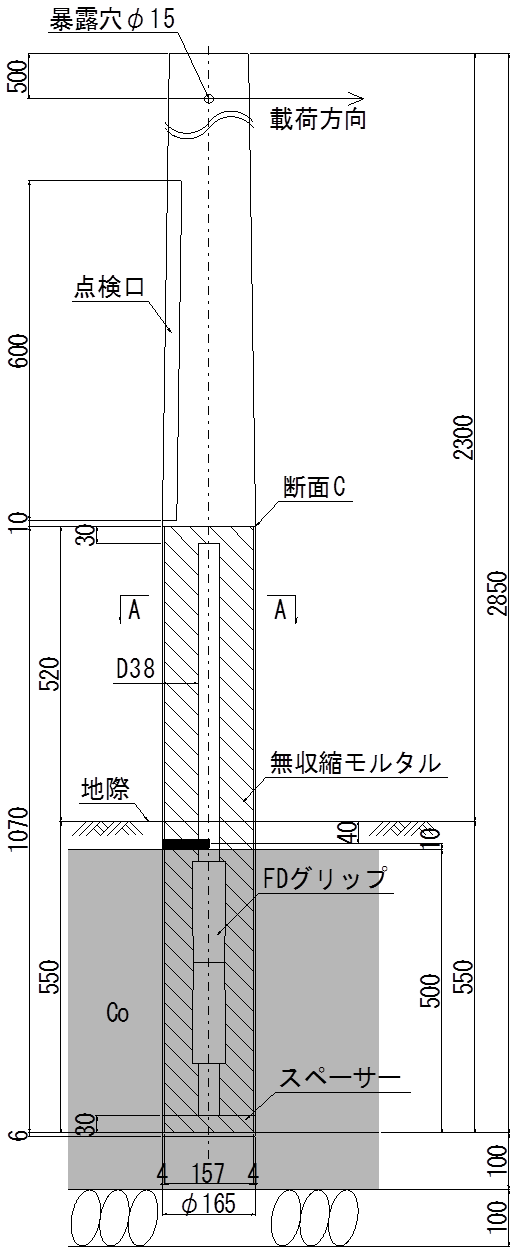 暴露穴φ15
500
載荷方向
点検口
600
2300
2850
断面C
10
30
A
A
D38
520
無収縮モルタル
地際
1070
40
10
FDグリップ
550
500
550
Co
スペーサー
30
6
4 157 4
φ165
100
100